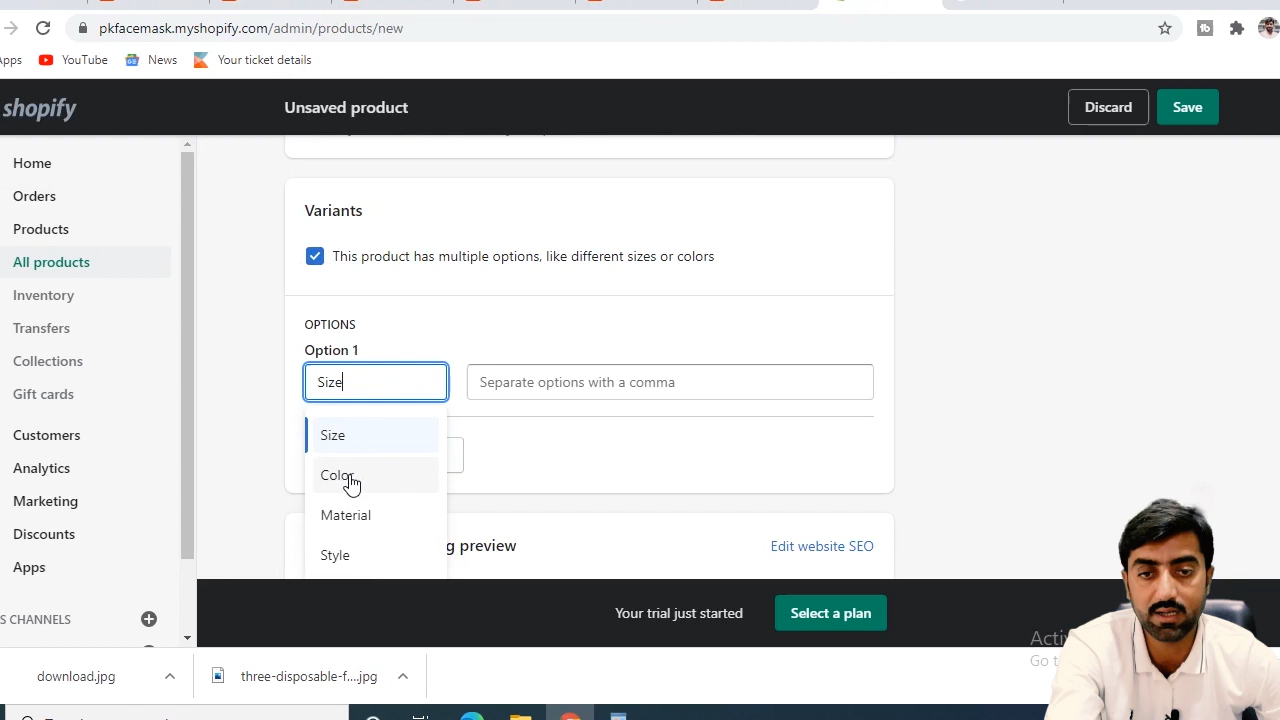 pkfacemask.myshopify.com/admin/products/new
Apps
YouTube
News
Your ticket details
shopify
Unsaved product
Discard
Save
Home
Orders
Products
All products
Inventory
Transfers
Collections
Gift cards
Customers
Analytics
Marketing
Discounts
Apps
S CHANNELS
Variants
This product has multiple options, like different sizes or colors
OPTIONS
Option 1
Size
Separate options with a comma
Size
Color
Material
Style
g preview
Edit website SEO
Your trial just started
Select a plan
Acti
Go t
download.jpg
three-disposable-f....jpg